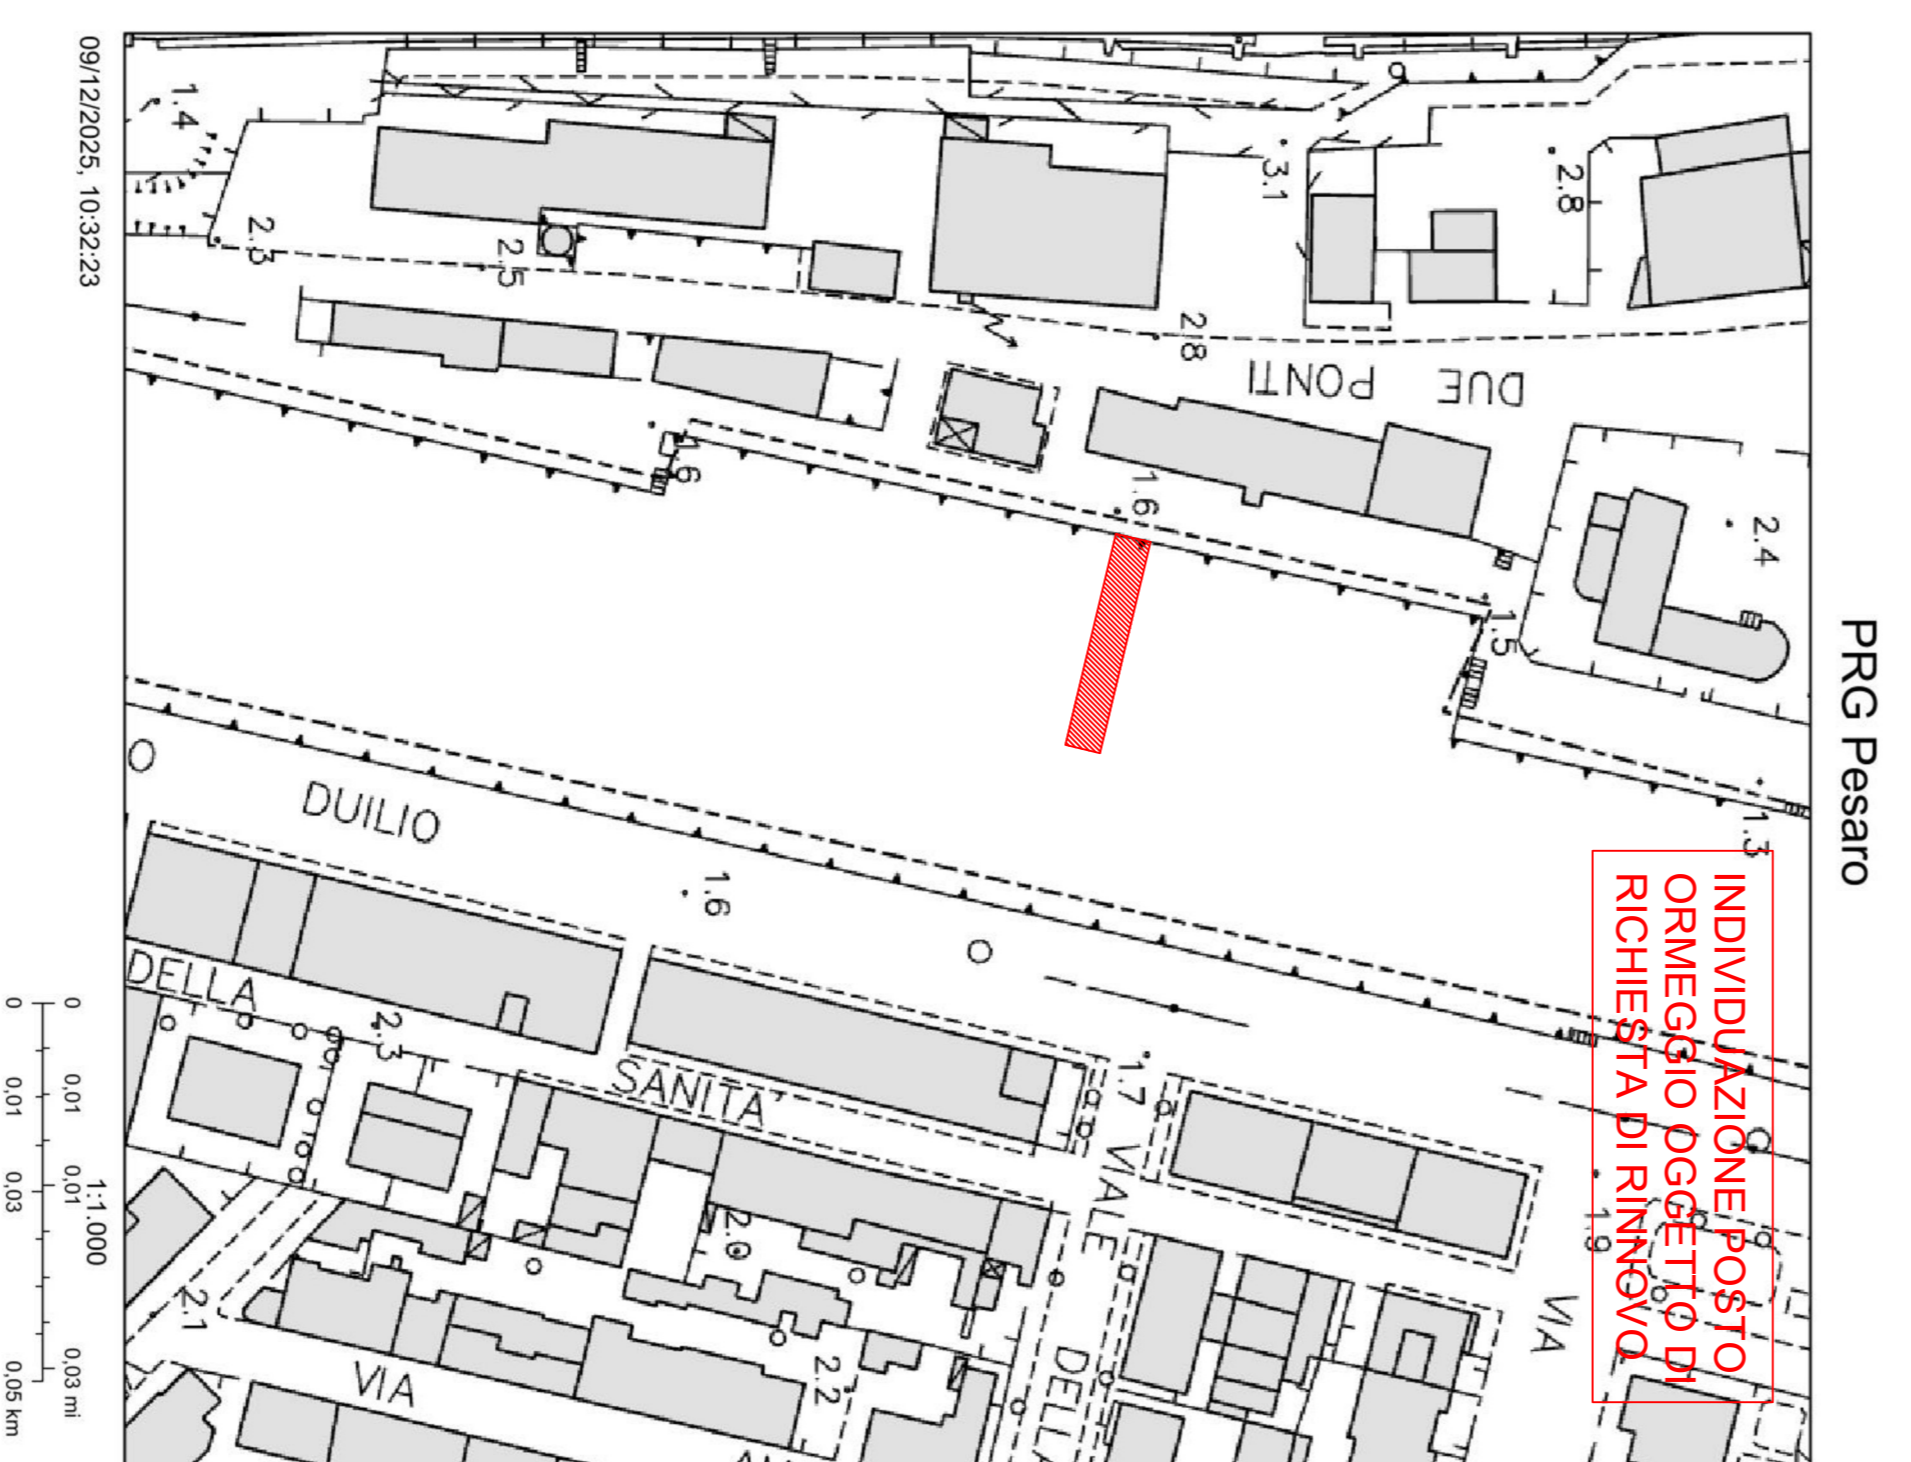 PRG Pesaro
INDIVIDUAZIONE POSTO
ORMEGGIO OGGETTO DI
RICHIESTA DI RINNOVO
09/12/2025, 10:32:23
1.4
2.3
2.5
3.1
2.8
2.8
DUE PONTI
2.4
1.6
1.6
1.5
1.3
DUILIO
1.6
DELLA
2.3
SANITA'
1.7
VIALE
DELLA
1.9
VIA
2.0
2.1
VIA
2.2
1:1.000
0 0,01 0,01 0,03 mi
0 0,01 0,03 0,05 km